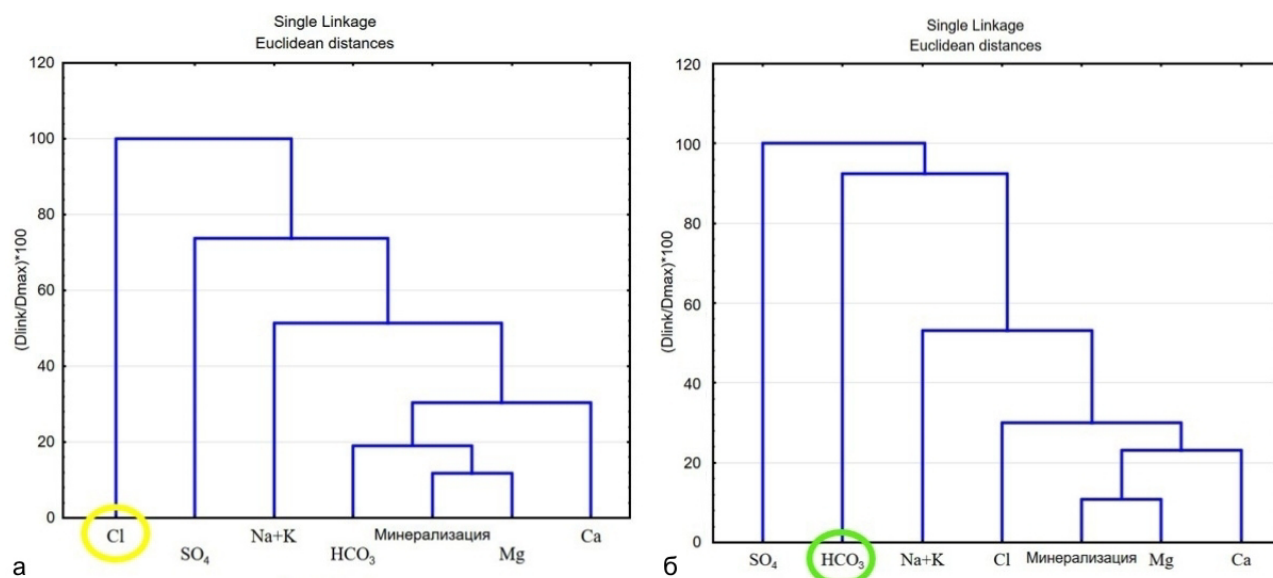 Single Linkage
Euclidean distances
(Dlink/Dmax)*100
120
100
80
60
40
20
0
Cl
SO₄
Na+K
HCO₃
Минерализация
Mg
Ca
а
Single Linkage
Euclidean distances
(Dlink/Dmax)*100
120
100
80
60
40
20
0
SO₄
HCO₃
Na+K
Cl
Минерализация
Mg
Ca
б